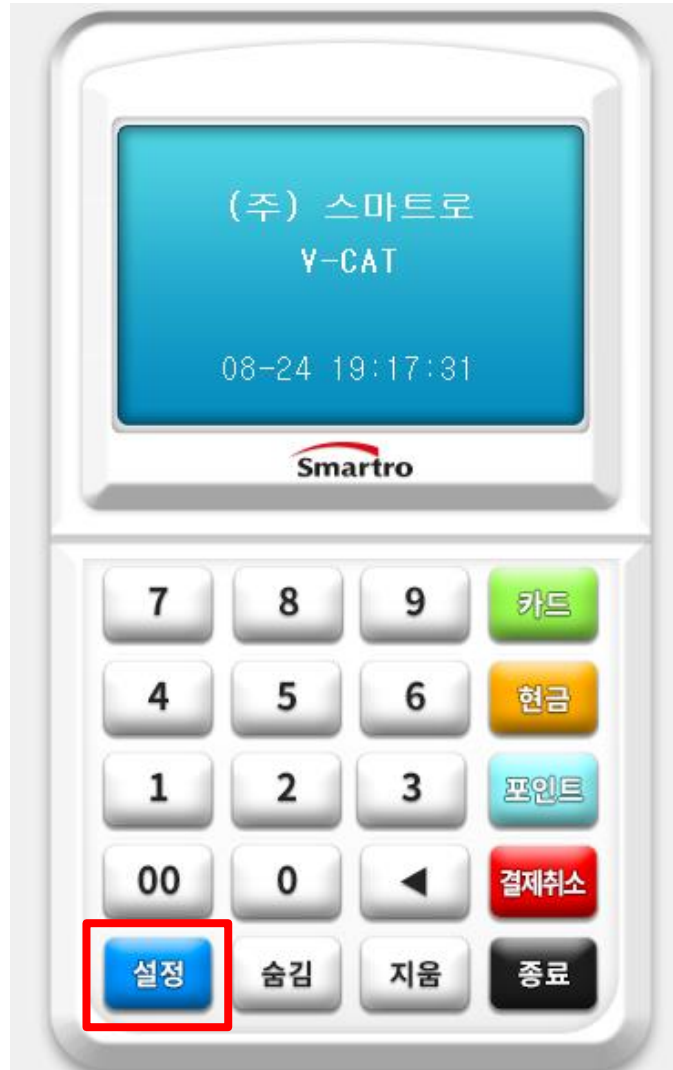 (주) 스마트로
V-CAT
08-24 19:17:31
Smartro
7 8 9 카드
4 5 6 현금
1 2 3 포인트
00 0 ◀ 결제취소
설정 숨김 지움 종료